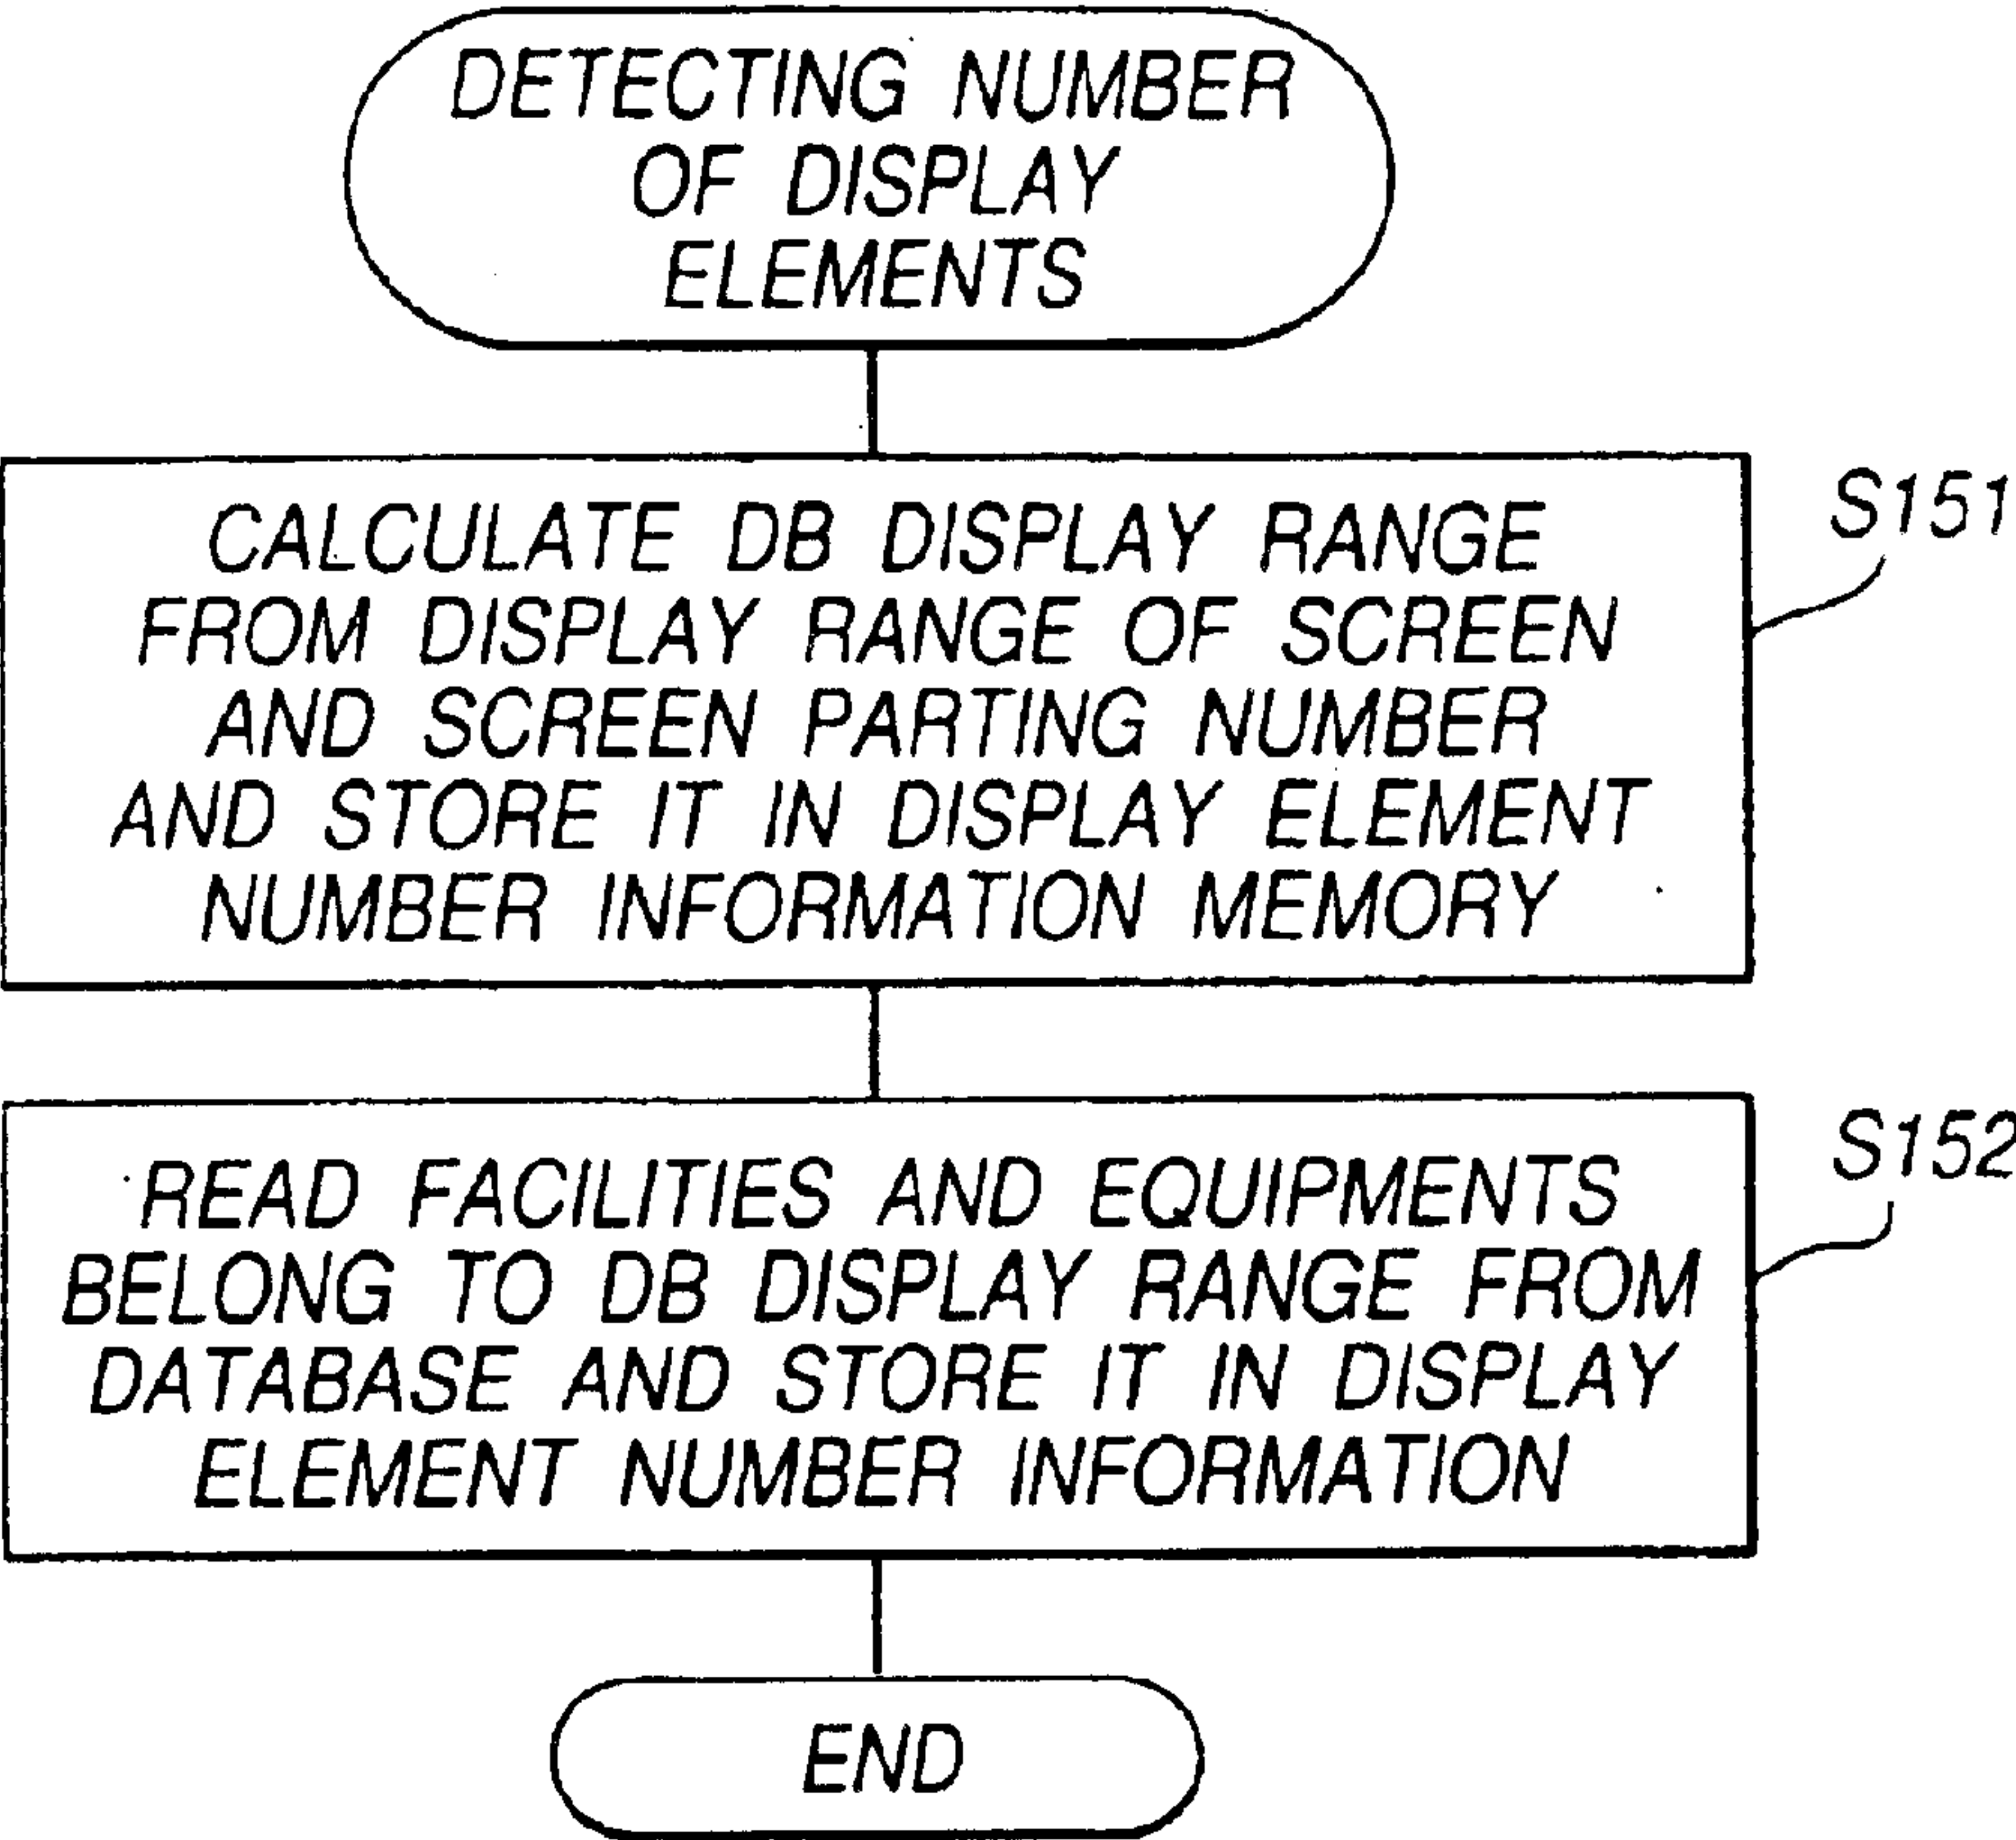 DETECTING NUMBER
OF DISPLAY
ELEMENTS
CALCULATE DB DISPLAY RANGE
FROM DISPLAY RANGE OF SCREEN
AND SCREEN PARTING NUMBER
AND STORE IT IN DISPLAY ELEMENT
NUMBER INFORMATION MEMORY
S151
READ FACILITIES AND EQUIPMENTS
BELONG TO DB DISPLAY RANGE FROM
DATABASE AND STORE IT IN DISPLAY
ELEMENT NUMBER INFORMATION
S152
END